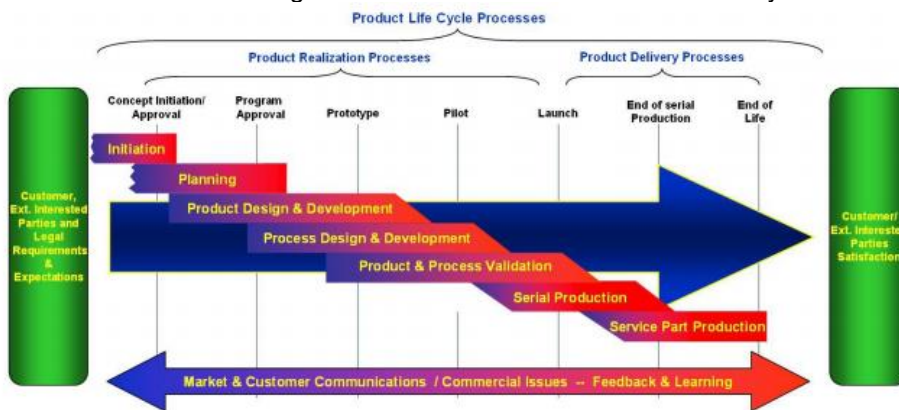 Product Life Cycle Processes
Product Realization Processes
Product Delivery Processes
Concept Initiation/
Approval
Program
Approval
Prototype
Pilot
Launch
End of serial
Production
End of
Life
Initiation
Planning
Product Design & Development
Process Design & Development
Product & Process Validation
Serial Production
Service Part Production
Customer,
Ext. Interested
Parties and
Legal
Requirements
&
Expectations
Customer/
Ext. Interested
Parties
Satisfaction
Market & Customer Communications / Commercial Issues -- Feedback & Learning